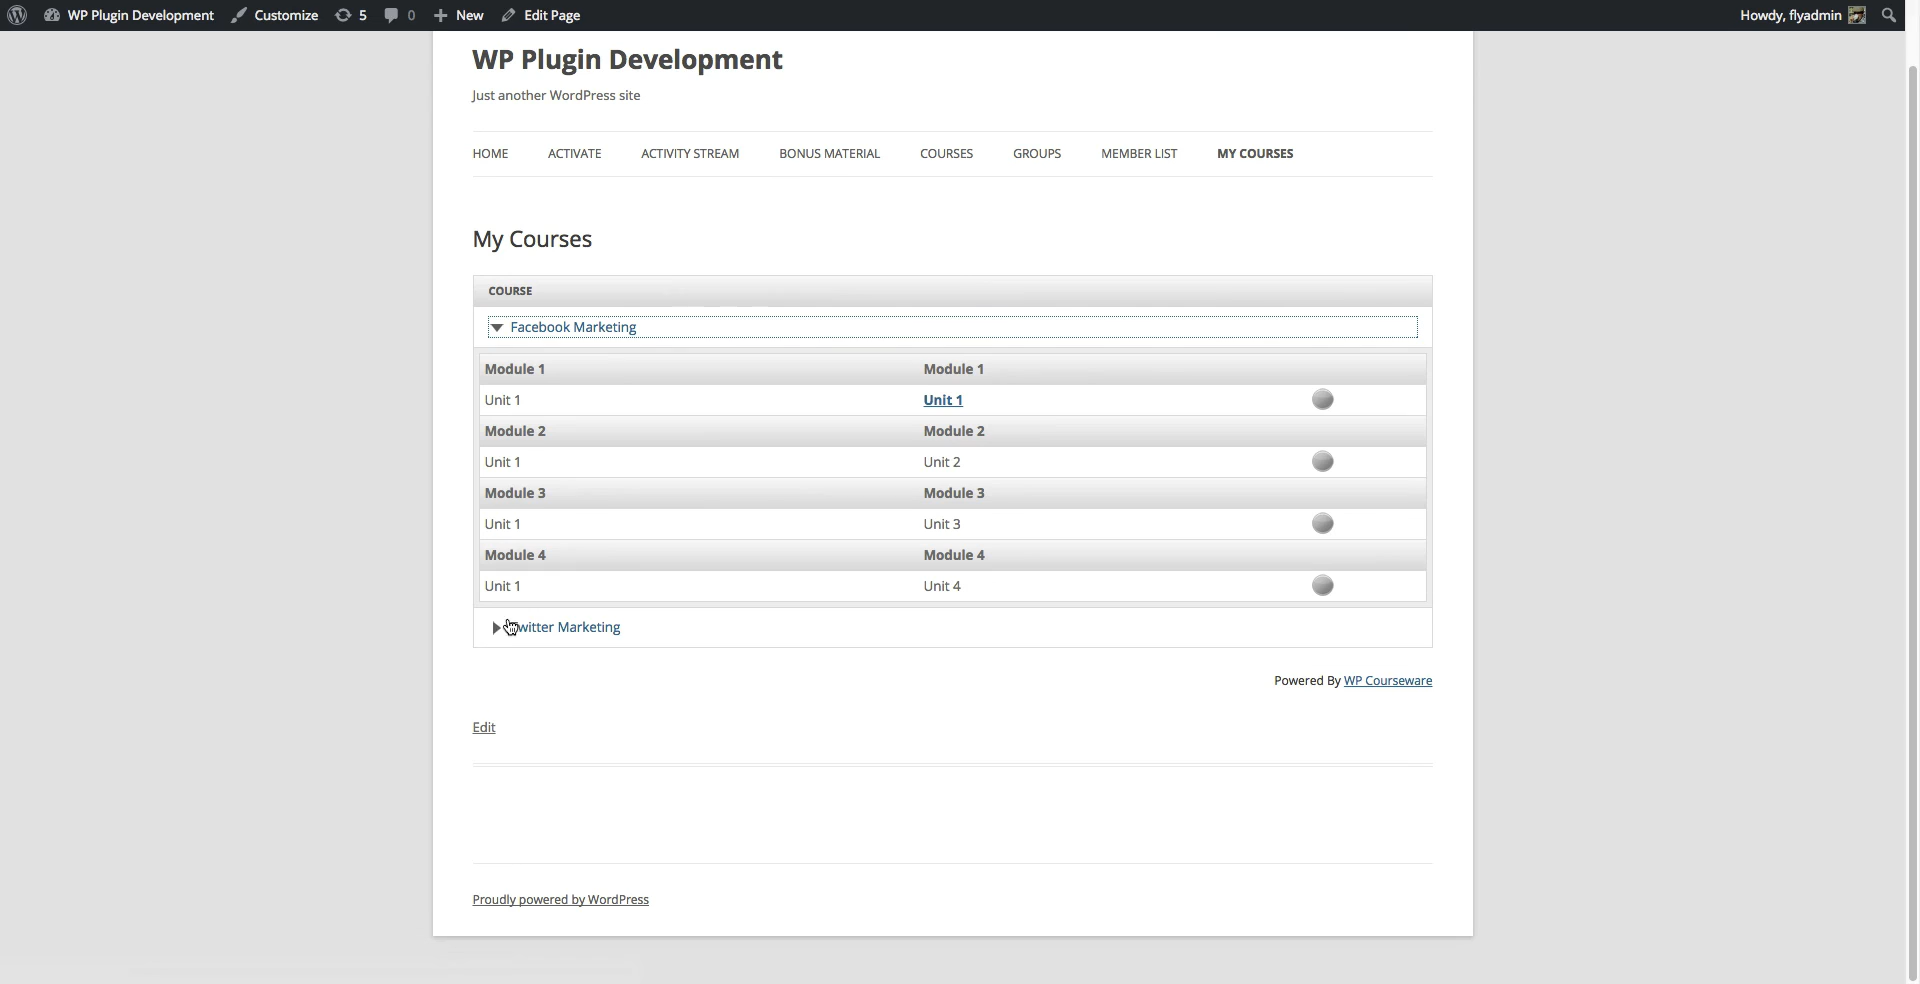 WP Plugin Development Customize 5 0 New Edit Page Howdy, flyadmin
WP Plugin Development
Just another WordPress site
HOME ACTIVATE ACTIVITY STREAM BONUS MATERIAL COURSES GROUPS MEMBER LIST MY COURSES
My Courses
COURSE
Facebook Marketing
Module 1 Module 1
Unit 1 Unit 1
Module 2 Module 2
Unit 1 Unit 2
Module 3 Module 3
Unit 1 Unit 3
Module 4 Module 4
Unit 1 Unit 4
witter Marketing
Powered By WP Courseware
Edit
Proudly powered by WordPress